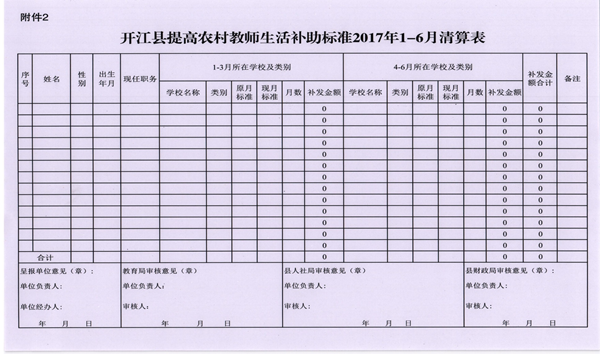 附件2
开江县提高农村教师生活补助标准2017年1-6月清算表
序号 姓名 性别 出生年月 现任职务 1-3月所在学校及类别 4-6月所在学校及类别 补发金额合计 备注
学校名称 类别 原月标准 现月标准 月数 补发金额 学校名称 类别 原月标准 现月标准 月数 补发金额
0 0 0
0 0 0
0 0 0
0 0 0
0 0 0
0 0 0
0 0 0
0 0 0
0 0 0
0 0 0
0 0 0
0 0 0
合计 0 0 0
呈报单位意见（章）： 教育局审核意见（章） 县人社局审核意见（章） 县财政局审核意见（章）
单位负责人： 单位负责人： 单位负责人： 单位负责人：
单位经办人： 审核人： 审核人： 审核人：
年 月 日 年 月 日 年 月 日 年 月 日